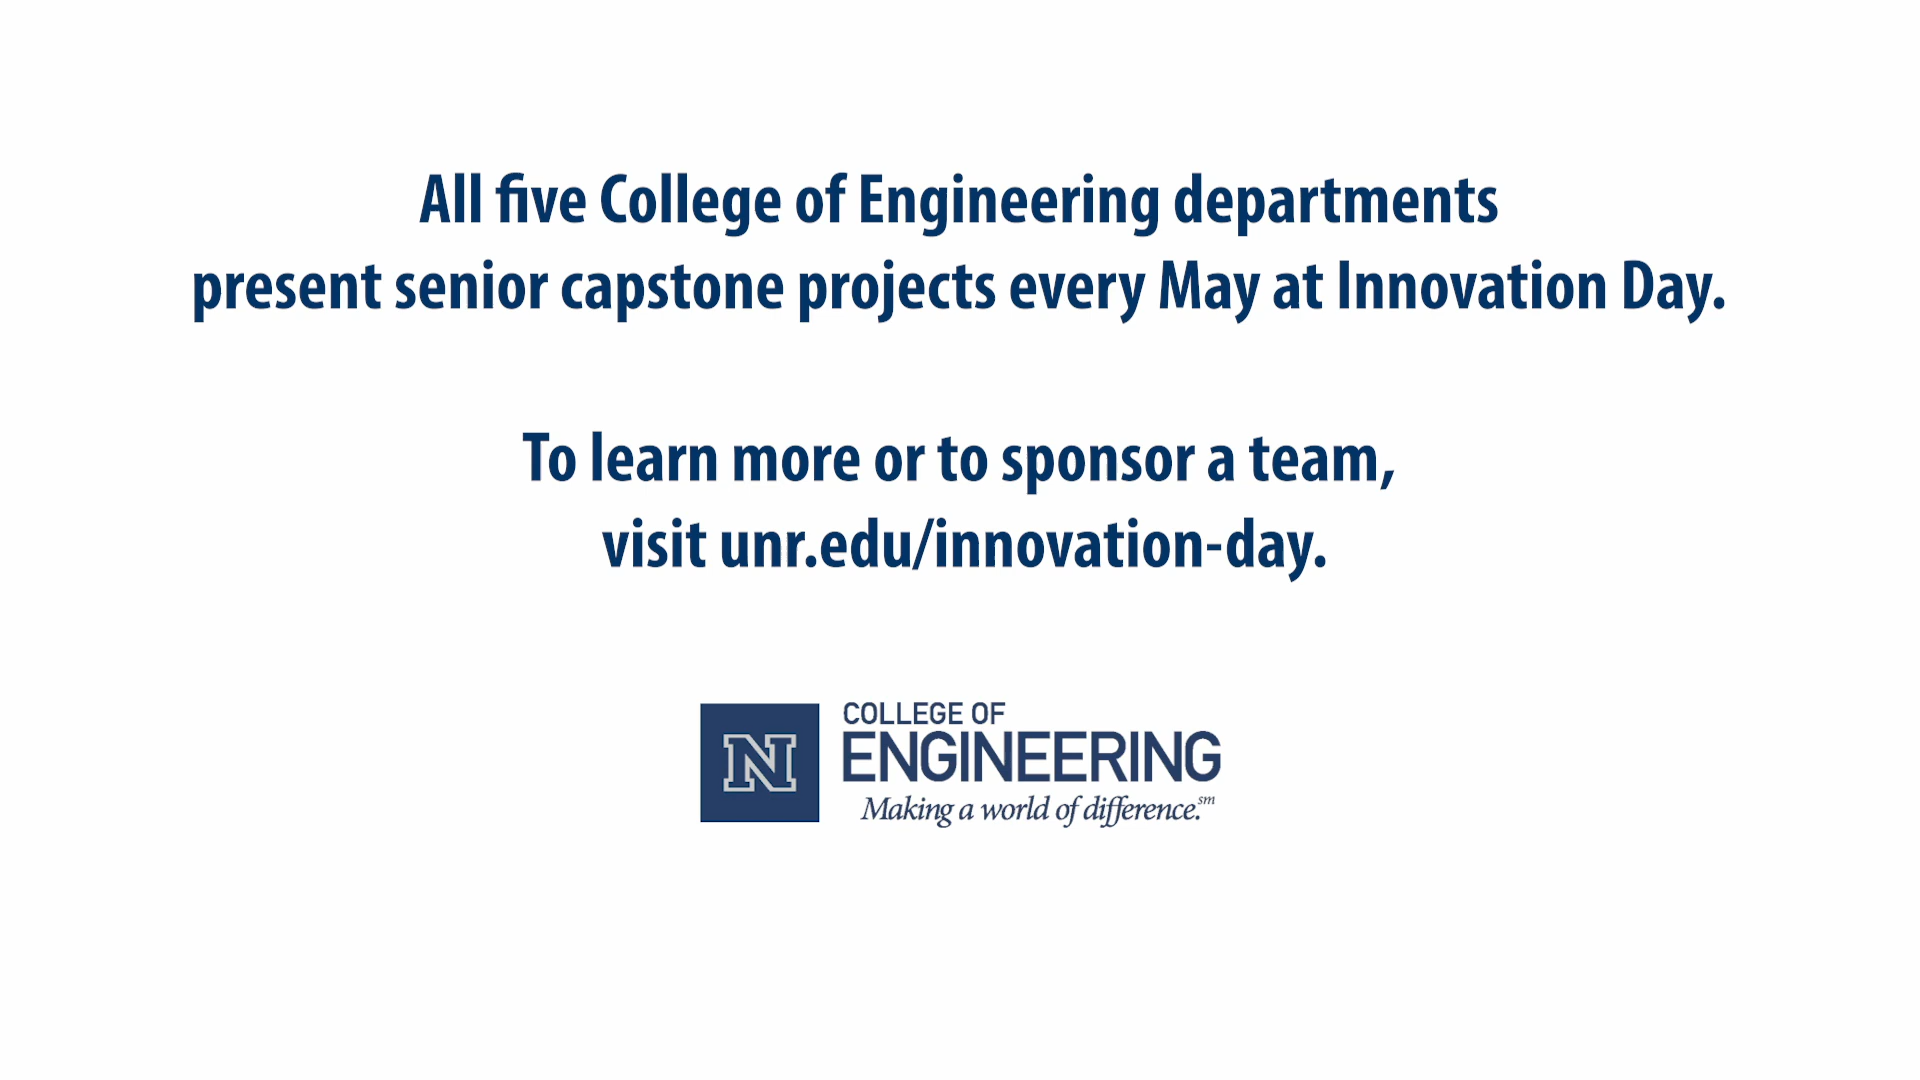 All five College of Engineering departments
present senior capstone projects every May at Innovation Day.
To learn more or to sponsor a team,
visit unr.edu/innovation-day.
N
COLLEGE OF
ENGINEERING
Making a world of difference.sm